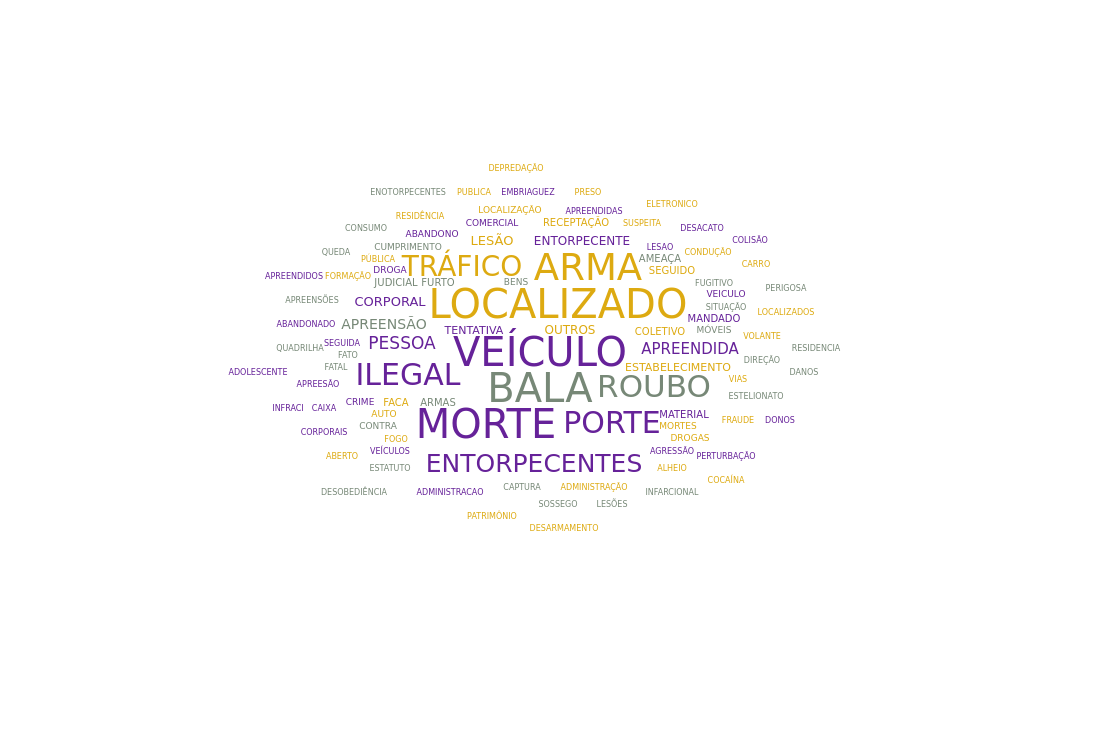 DEPREDAÇÃO
ENOTORPECENTES PUBLICA EMBRIAGUEZ PRESO
ELETRONICO
RESIDÊNCIA LOCALIZAÇÃO APREENDIDAS
CONSUMO COMERCIAL RECEPTAÇÃO SUSPEITA DESACATO
ABANDONO LESÃO ENTORPECENTE COLISÃO
QUEDA CUMPRIMENTO LESAO CONDUÇÃO
PÚBLICA AMEAÇA
DROGA TRÁFICO ARMA SEGUIDO CARRO
APREENDIDOS FORMAÇÃO
JUDICIAL FURTO BENS FUGITIVO PERIGOSA
APREENSÕES CORPORAL LOCALIZADO VEICULO
SITUAÇÃO LOCALIZADOS
ABANDONADO APREENSÃO TENTATIVA OUTROS COLETIVO MANDADO MÓVEIS
QUADRILHA SEGUIDA PESSOA VEÍCULO APREENDIDA VOLANTE RESIDENCIA
FATO DIREÇÃO
ADOLESCENTE FATAL ILEGAL ESTABELECIMENTO DANOS
APREESÃO BALA ROUBO VIAS
ESTELIONATO
INFRACI CAIXA CRIME FACA ARMAS
AUTO MORTE PORTE MATERIAL FRAUDE DONOS
CORPORAIS CONTRA MORTES
FOGO DROGAS
ABERTO VEÍCULOS AGRESSÃO PERTURBAÇÃO
ESTATUTO ENTORPECENTES ALHEIO
COCAÍNA
DESOBEDIÊNCIA ADMINISTRACAO CAPTURA ADMINISTRAÇÃO INFARCIONAL
SOSSEGO LESÕES
PATRIMÔNIO
DESARMAMENTO